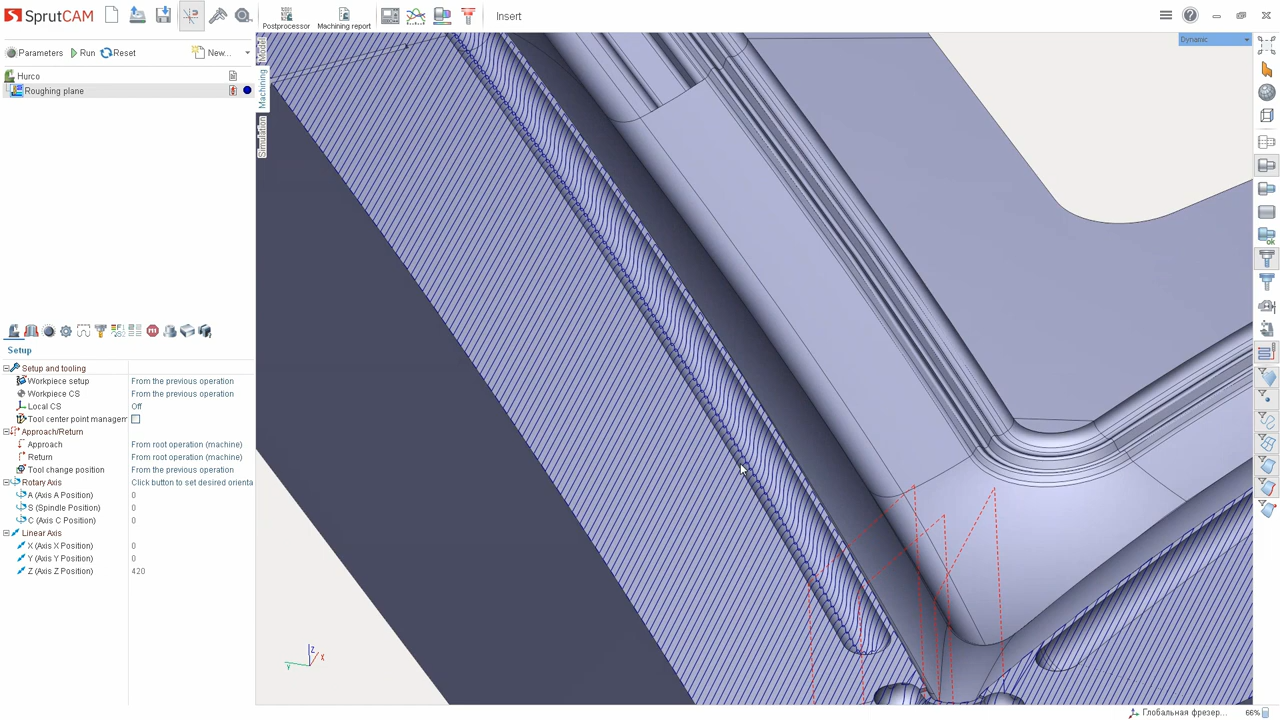 SprutCAM
Postprocessor
Machining report
Insert
Dynamic
Parameters
Run
Reset
New...
Model
Machining
Simulation
Hurco
Roughing plane
Setup
Setup and tooling
Workpiece setup From the previous operation
Workpiece CS From the previous operation
Local CS Off
Tool center point managem
Approach/Return
Approach From root operation (machine)
Return From root operation (machine)
Tool change position From the previous operation
Rotary Axis Click button to set desired orienta
A (Axis A Position) 0
S (Spindle Position) 0
C (Axis C Position) 0
Linear Axis
X (Axis X Position) 0
Y (Axis Y Position) 0
Z (Axis Z Position) 420
Z
Y
X
Глобальная фрезер...
66%